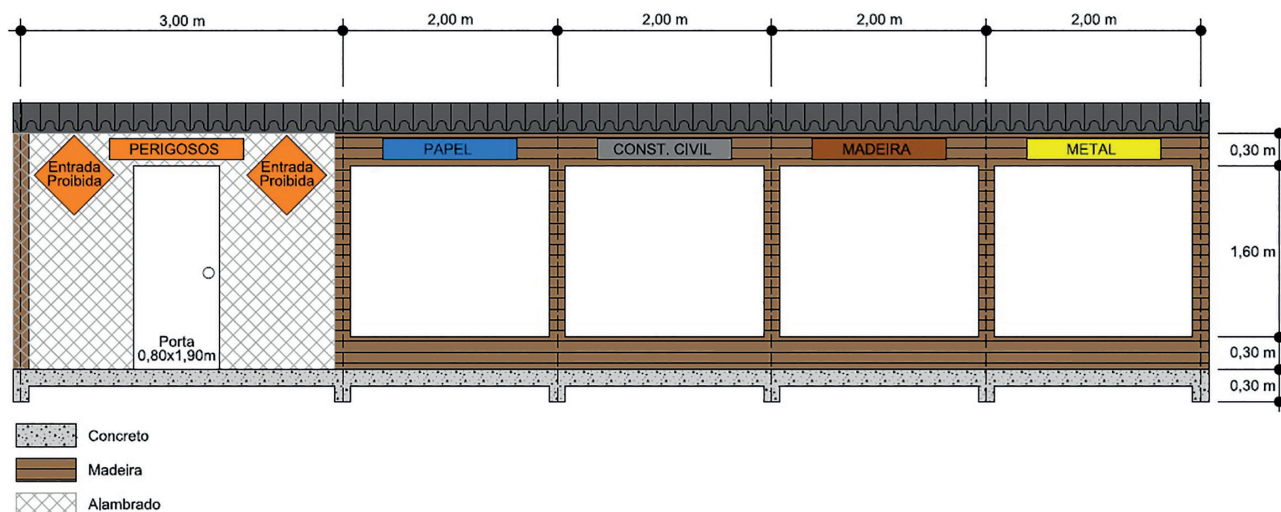 3,00 m
2,00 m
2,00 m
2,00 m
2,00 m
PERIGOSOS
PAPEL
CONST. CIVIL
MADEIRA
METAL
0,30 m
Entrada
Proibida
Entrada
Proibida
1,60 m
Porta
0,80x1,90m
0,30 m
0,30 m
Concreto
Madeira
Alambrado